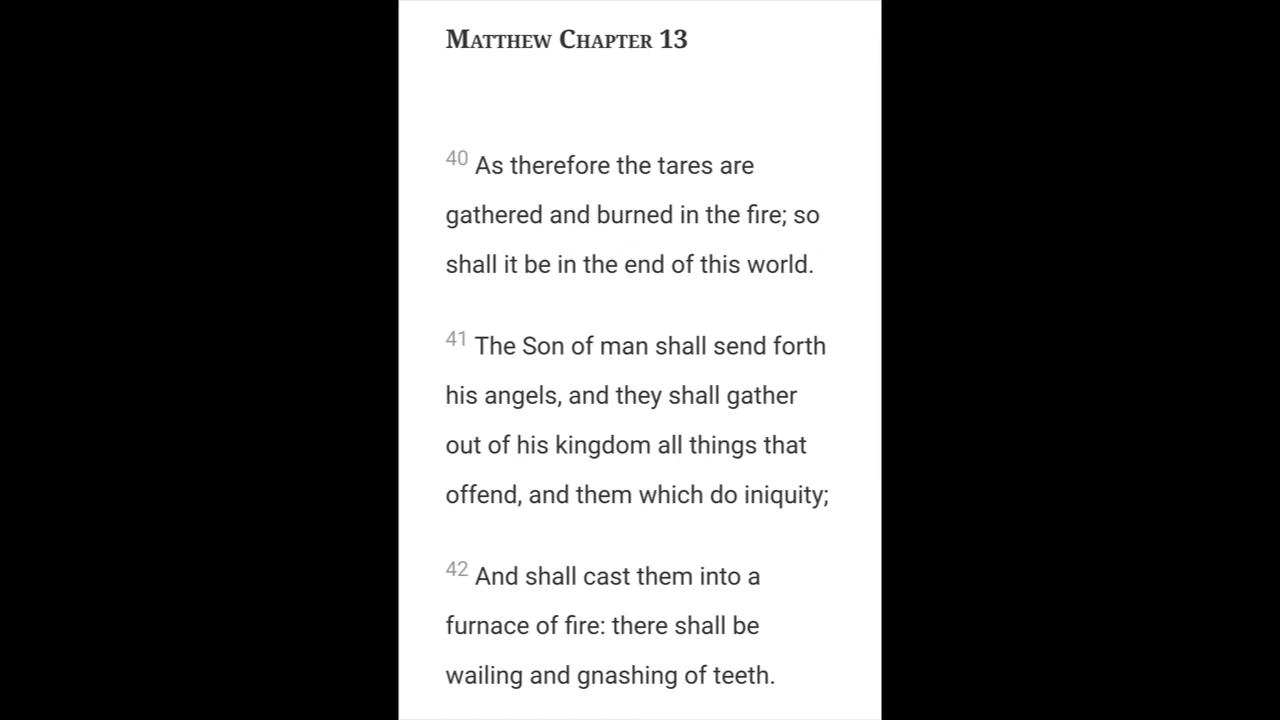 Matthew Chapter 13
40 As therefore the tares are
gathered and burned in the fire; so
shall it be in the end of this world.
41 The Son of man shall send forth
his angels, and they shall gather
out of his kingdom all things that
offend, and them which do iniquity;
42 And shall cast them into a
furnace of fire: there shall be
wailing and gnashing of teeth.